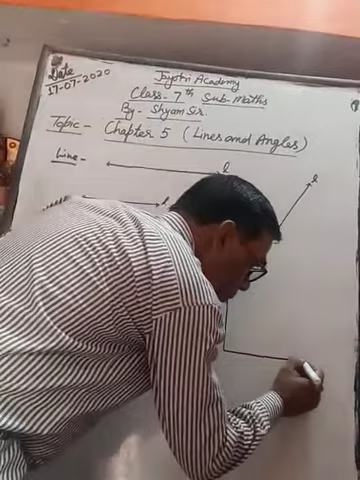 Date
17-07-2020
Jayotri Academy
Class- 7th Sub-Maths
By- Shyam Sir.
Topic- Chapter 5 (Lines and Angles)
Line-
l
l
l